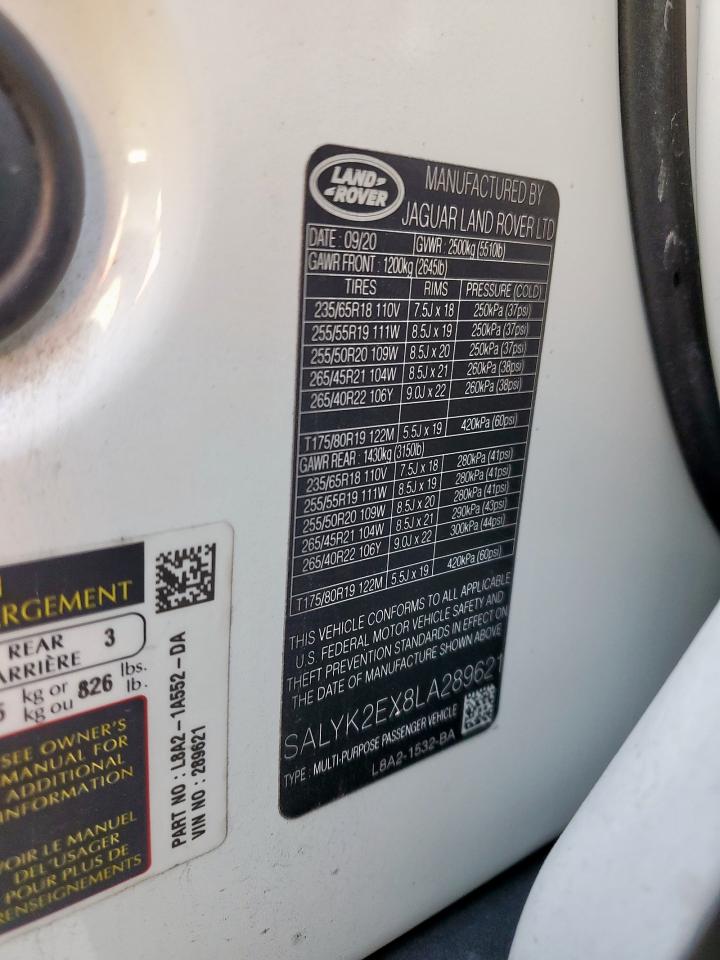 LAND ROVER
MANUFACTURED BY
JAGUAR LAND ROVER LTD
DATE : 09/20 GVWR : 2500kg (5510lb)
GAWR FRONT : 1200kg (2645lb)
TIRES RIMS PRESSURE (COLD)
235/65R18 110V 7.5J x 18 250kPa (37psi)
255/55R19 111W 8.5J x 19 250kPa (37psi)
255/50R20 109W 8.5J x 20 250kPa (37psi)
265/45R21 104W 8.5J x 21 260kPa (38psi)
265/40R22 106Y 9.0J x 22 260kPa (38psi)
T175/80R19 122M 5.5J x 19 420kPa (60psi)
GAWR REAR : 1430kg (3150lb)
235/65R18 110V 7.5J x 18 280kPa (41psi)
255/55R19 111W 8.5J x 19 280kPa (41psi)
255/50R20 109W 8.5J x 20 280kPa (41psi)
265/45R21 104W 8.5J x 21 290kPa (43psi)
265/40R22 106Y 9.0J x 22 300kPa (44psi)
T175/80R19 122M 5.5J x 19 420kPa (60psi)
THIS VEHICLE CONFORMS TO ALL APPLICABLE
U.S. FEDERAL MOTOR VEHICLE SAFETY AND
THEFT PREVENTION STANDARDS IN EFFECT ON
THE DATE OF MANUFACTURE SHOWN ABOVE
SALYK2EX8LA289621
TYPE : MULTI-PURPOSE PASSENGER VEHICLE
L8A2-1532-BA
RGEMENT
REAR 3
ARRIÈRE
kg or 826 lbs.
kg ou lb.
SEE OWNER'S
MANUAL FOR
ADDITIONAL
INFORMATION
VOIR LE MANUEL
DEL'USAGER
POUR PLUS DE
RENSEIGNEMENTS
PART NO : L8A2-1A552-DA
VIN NO : 289621